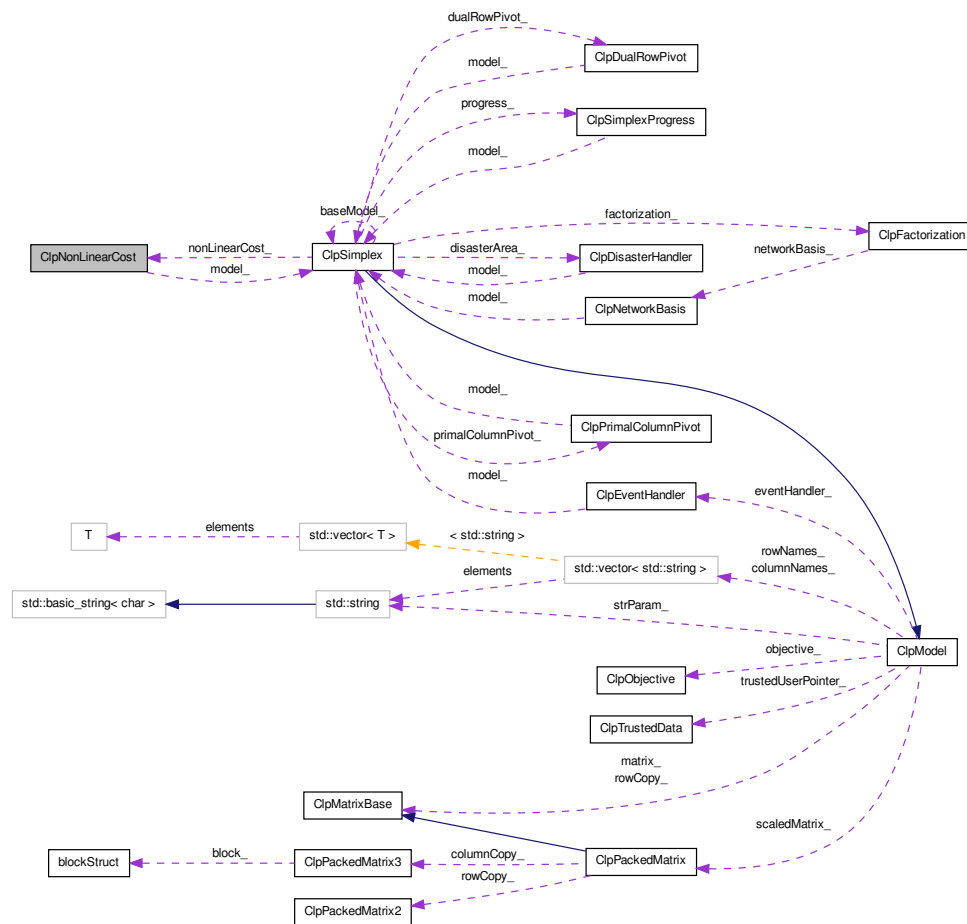 dualRowPivot_
ClpDualRowPivot
model_
progress_
ClpSimplexProgress
model_
baseModel_
factorization_
ClpFactorization
ClpNonLinearCost
nonLinearCost_
model_
ClpSimplex
disasterArea_
model_
ClpDisasterHandler
networkBasis_
model_
ClpNetworkBasis
model_
ClpPrimalColumnPivot
primalColumnPivot_
model_
ClpEventHandler
eventHandler_
T
elements
std::vector< T >
< std::string >
std::vector< std::string >
rowNames_
columnNames_
elements
std::basic_string< char >
std::string
strParam_
ClpModel
objective_
ClpObjective
trustedUserPointer_
ClpTrustedData
matrix_
rowCopy_
ClpMatrixBase
scaledMatrix_
blockStruct
block_
ClpPackedMatrix3
columnCopy_
rowCopy_
ClpPackedMatrix
ClpPackedMatrix2